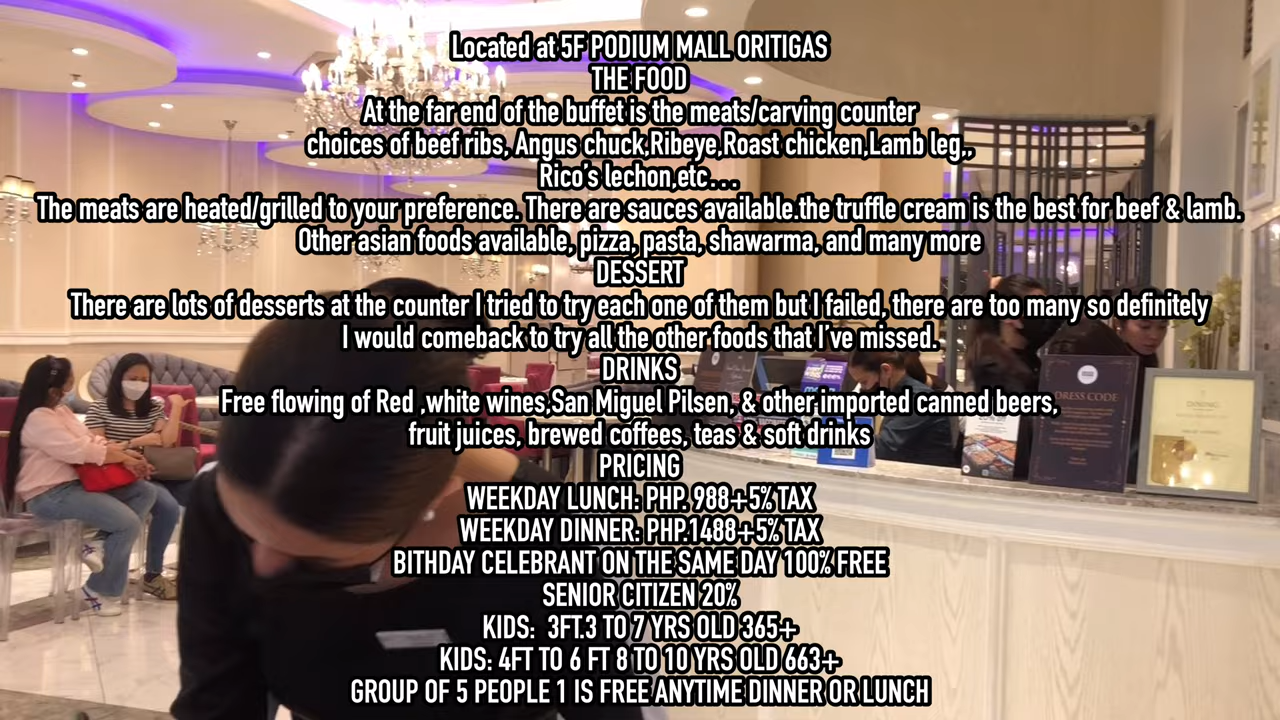 Located at 5F PODIUM MALL ORITIGAS
THE FOOD
At the far end of the buffet is the meats/carving counter
choices of beef ribs, Angus chuck,Ribeye,Roast chicken,Lamb leg,,
Rico's lechon,etc...
The meats are heated/grilled to your preference. There are sauces available.the truffle cream is the best for beef & lamb.
Other asian foods available, pizza, pasta, shawarma, and many more
DESSERT
There are lots of desserts at the counter I tried to try each one of them but I failed, there are too many so definitely
I would comeback to try all the other foods that I've missed.
DRINKS
Free flowing of Red ,white wines,San Miguel Pilsen, & other imported canned beers,
fruit juices, brewed coffees, teas & soft drinks
PRICING
WEEKDAY LUNCH: PHP. 988+5% TAX
WEEKDAY DINNER: PHP.1488+5% TAX
BITHDAY CELEBRANT ON THE SAME DAY 100% FREE
SENIOR CITIZEN 20%
KIDS:  3FT.3 TO 7 YRS OLD 365+
KIDS: 4FT TO 6 FT 8 TO 10 YRS OLD 663+
GROUP OF 5 PEOPLE 1 IS FREE ANYTIME DINNER OR LUNCH
DRESS CODE